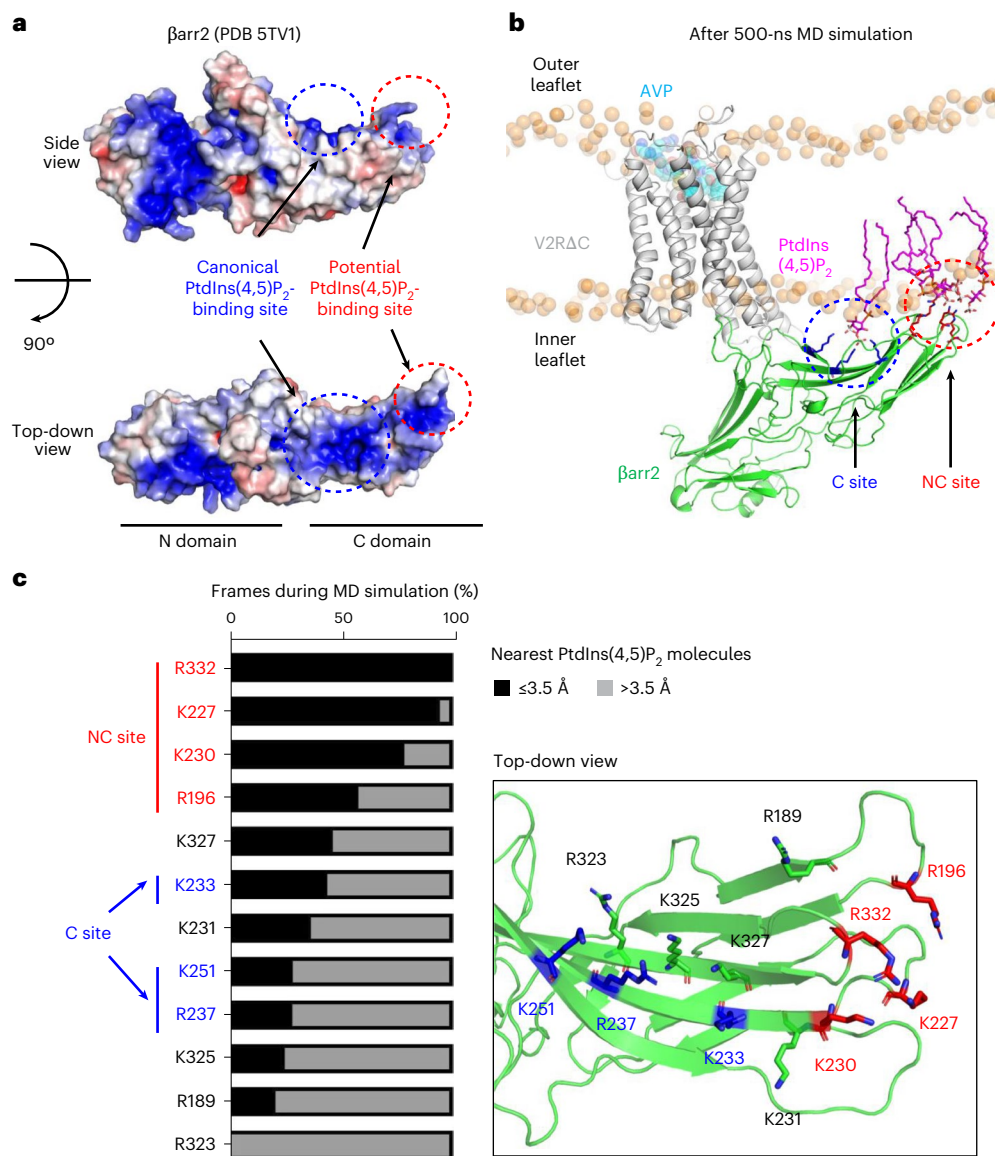 a
βarr2 (PDB 5TV1)
Side
view
90º
Canonical
PtdIns(4,5)P2-
binding site
Potential
PtdIns(4,5)P2-
binding site
Top-down
view
N domain
C domain
b
After 500-ns MD simulation
Outer
leaflet
AVP
V2RΔC
PtdIns
(4,5)P2
Inner
leaflet
βarr2
C site
NC site
c
Frames during MD simulation (%)
0
50
100
NC site
R332
K227
K230
R196
K327
C site
K233
K231
K251
R237
K325
R189
R323
Nearest PtdIns(4,5)P2 molecules
≤3.5 Å
>3.5 Å
Top-down view
R189
R323
R196
K325
R332
K327
K251
R237
K227
K233
K230
K231